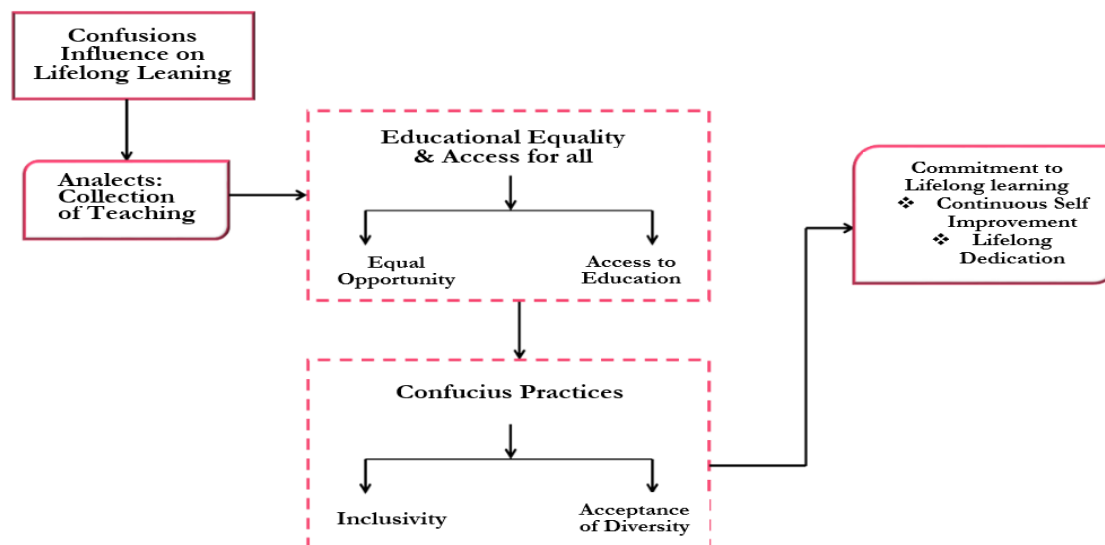 Confusions
Influence on
Lifelong Leaning
Analects:
Collection
of Teaching
Educational Equality
& Access for all
Equal
Opportunity
Access to
Education
Confucius Practices
Inclusivity
Acceptance
of Diversity
Commitment to
Lifelong learning
❖ Continuous Self
Improvement
❖ Lifelong
Dedication